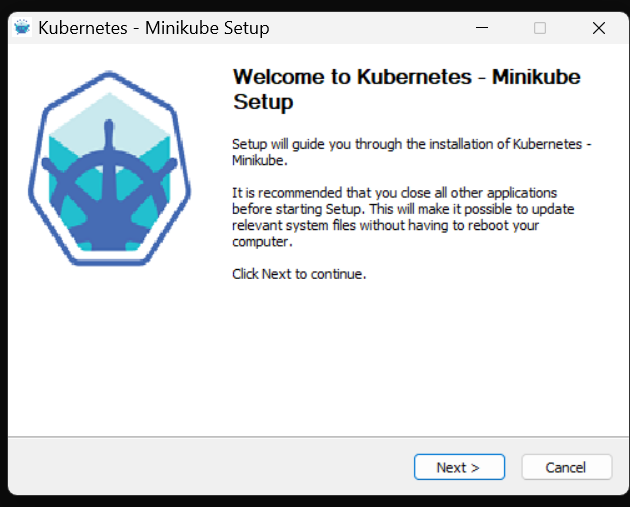 Kubernetes - Minikube Setup
Welcome to Kubernetes - Minikube
Setup
Setup will guide you through the installation of Kubernetes -
Minikube.
It is recommended that you close all other applications
before starting Setup. This will make it possible to update
relevant system files without having to reboot your
computer.
Click Next to continue.
Next >
Cancel